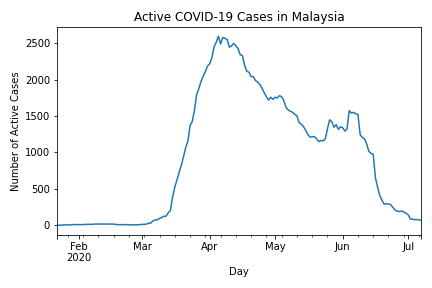 Active COVID-19 Cases in Malaysia
Number of Active Cases
2500
2000
1500
1000
500
0
Feb
2020
Mar
Apr
May
Jun
Jul
Day